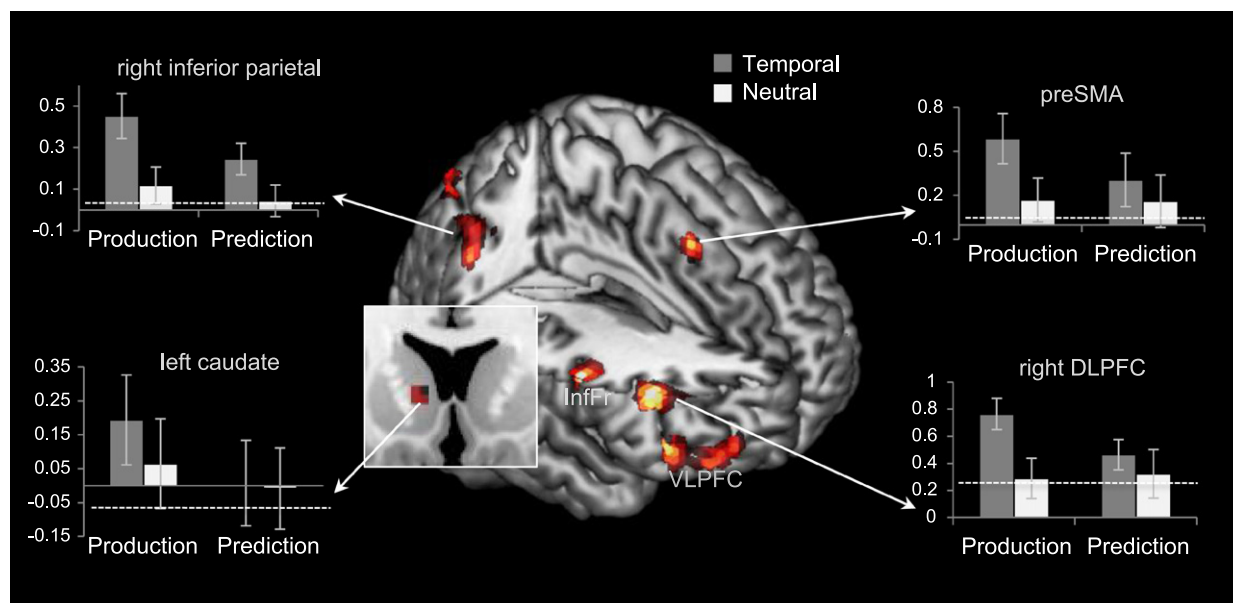 right inferior parietal
0.5
0.3
0.1
-0.1
Production Prediction
Temporal
Neutral
preSMA
0.8
0.5
0.2
-0.1
Production Prediction
left caudate
0.35
0.25
0.15
0.05
-0.05
-0.15
Production Prediction
InfFr
VLPFC
right DLPFC
1
0.8
0.6
0.4
0.2
0
Production Prediction